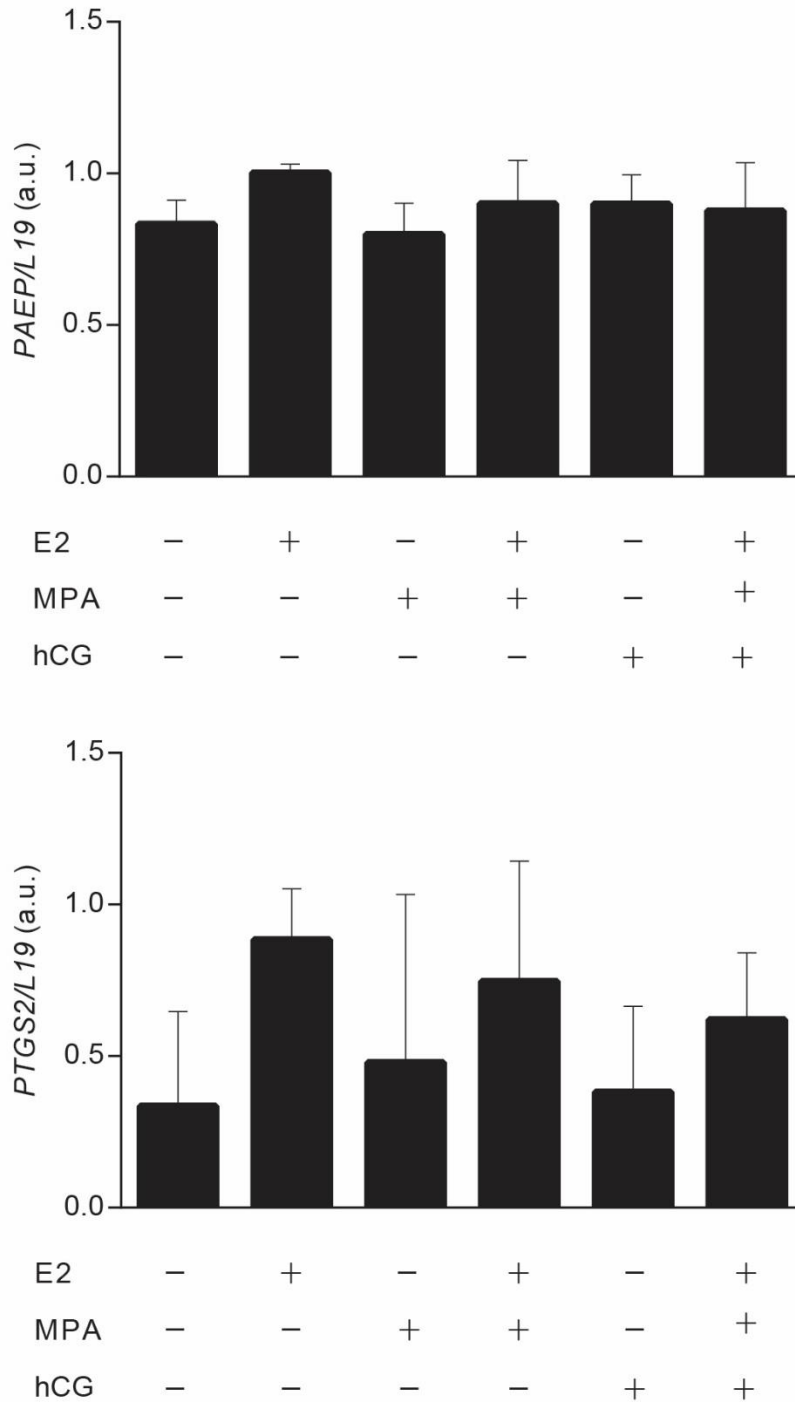 1.5
1.0
0.5
0.0
PAEP/L19 (a.u.)
E2 − + − + − +
MPA − − + + − +
hCG − − − − + +
1.5
1.0
0.5
0.0
PTGS2/L19 (a.u.)
E2 − + − + − +
MPA − − + + − +
hCG − − − − + +